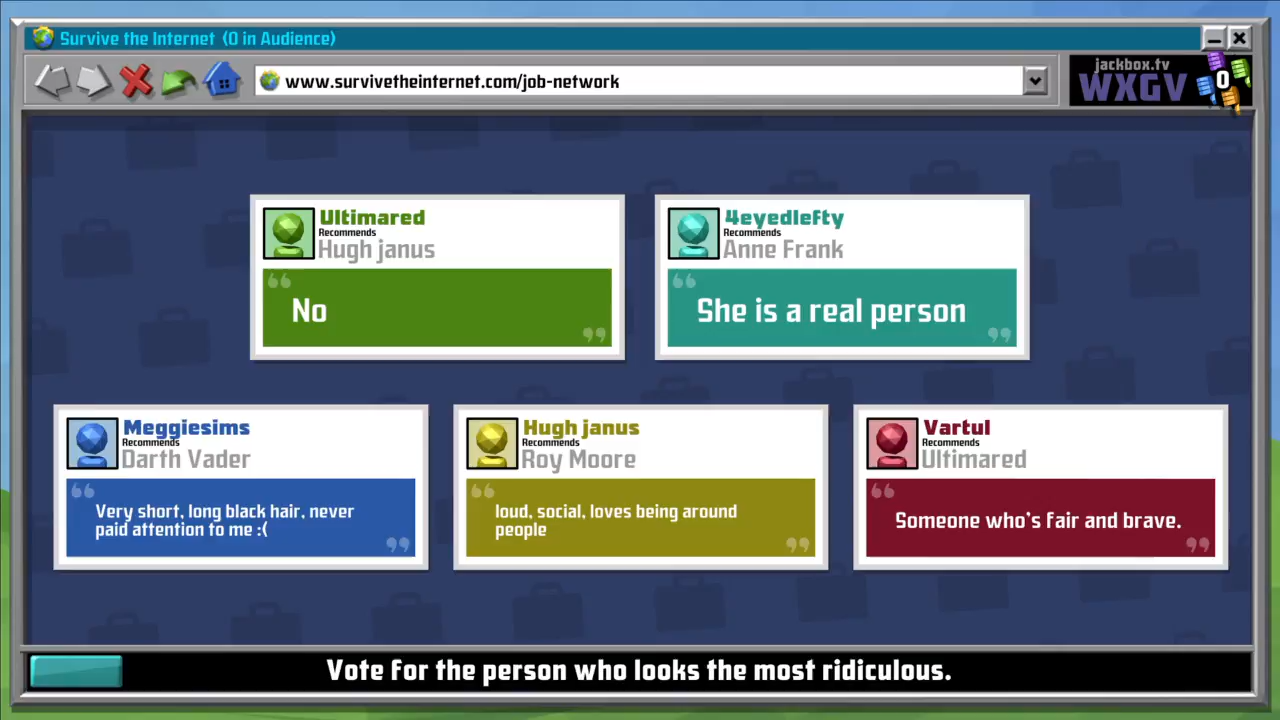 Survive the Internet (0 in Audience)
www.survivetheinternet.com/job-network
jackbox.tv
WXGV
0
Ultimared
Recommends
Hugh janus
“ No ”
4eyedlefty
Recommends
Anne Frank
“ She is a real person ”
Meggiesims
Recommends
Darth Vader
“ Very short, long black hair, never
paid attention to me :( ”
Hugh janus
Recommends
Roy Moore
“ loud, social, loves being around
people ”
Vartul
Recommends
Ultimared
“ Someone who's fair and brave. ”
Vote for the person who looks the most ridiculous.